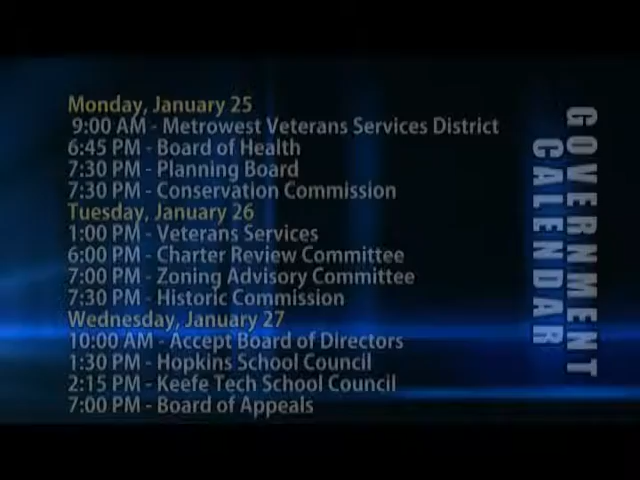 Monday, January 25
9:00 AM - Metrowest Veterans Services District
6:45 PM - Board of Health
7:30 PM - Planning Board
7:30 PM - Conservation Commission
Tuesday, January 26
1:00 PM - Veterans Services
6:00 PM - Charter Review Committee
7:00 PM - Zoning Advisory Committee
7:30 PM - Historic Commission
Wednesday, January 27
10:00 AM - Accept Board of Directors
1:30 PM - Hopkins School Council
2:15 PM - Keefe Tech School Council
7:00 PM - Board of Appeals
GOVERNMENT
CALENDAR